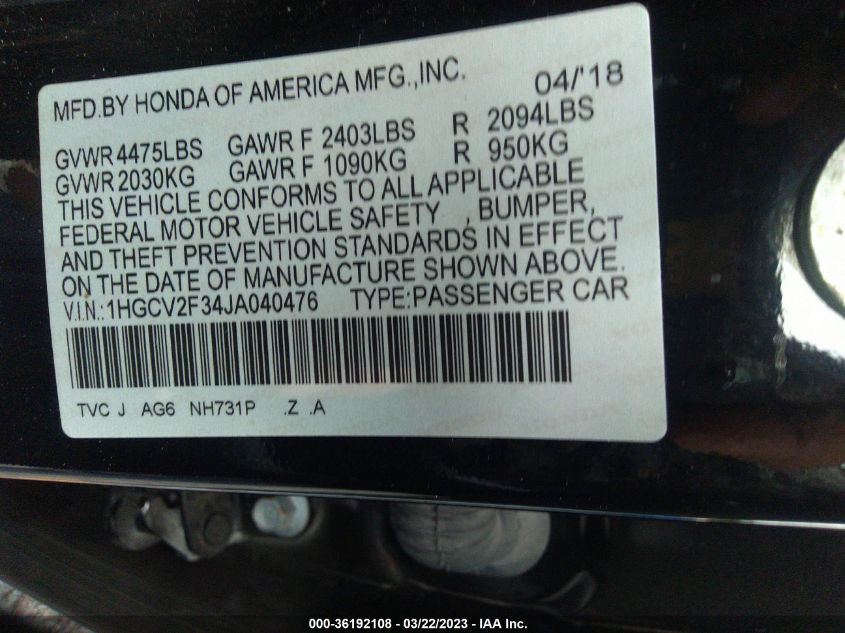 MFD.BY HONDA OF AMERICA MFG.,INC. 04/'18
GVWR 4475LBS GAWR F 2403LBS R 2094LBS
GVWR 2030KG GAWR F 1090KG R 950KG
THIS VEHICLE CONFORMS TO ALL APPLICABLE
FEDERAL MOTOR VEHICLE SAFETY , BUMPER,
AND THEFT PREVENTION STANDARDS IN EFFECT
ON THE DATE OF MANUFACTURE SHOWN ABOVE.
V.I.N.:1HGCV2F34JA040476 TYPE:PASSENGER CAR
TVC J AG6 NH731P .Z .A
000-36192108 - 03/22/2023 - IAA Inc.